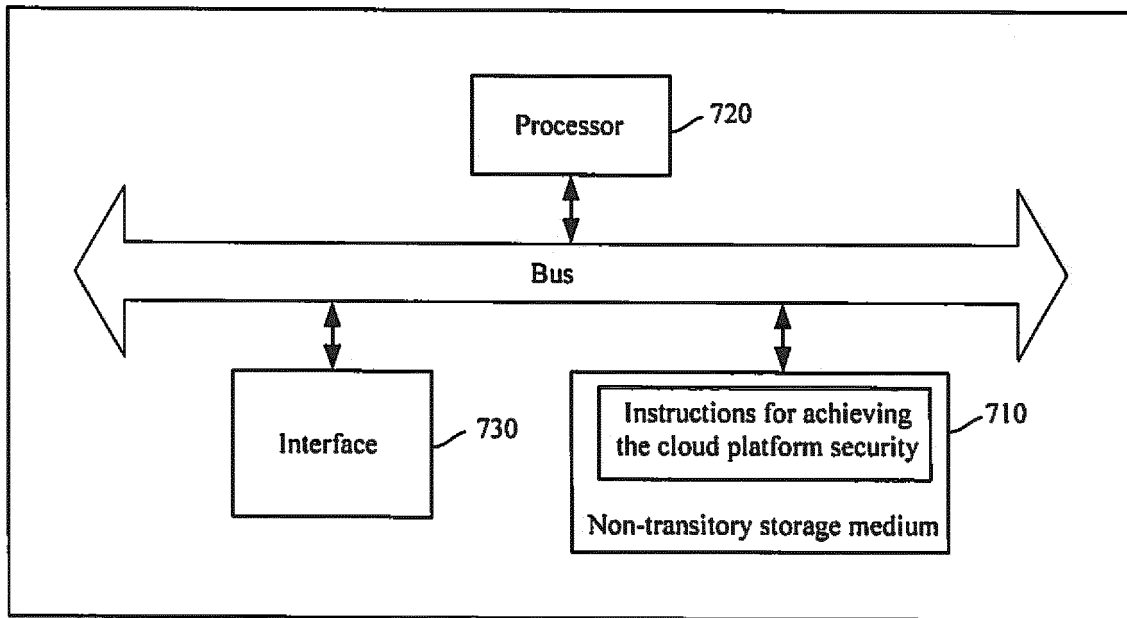 Processor
720
Bus
Interface
730
Instructions for achieving
the cloud platform security
710
Non-transitory storage medium